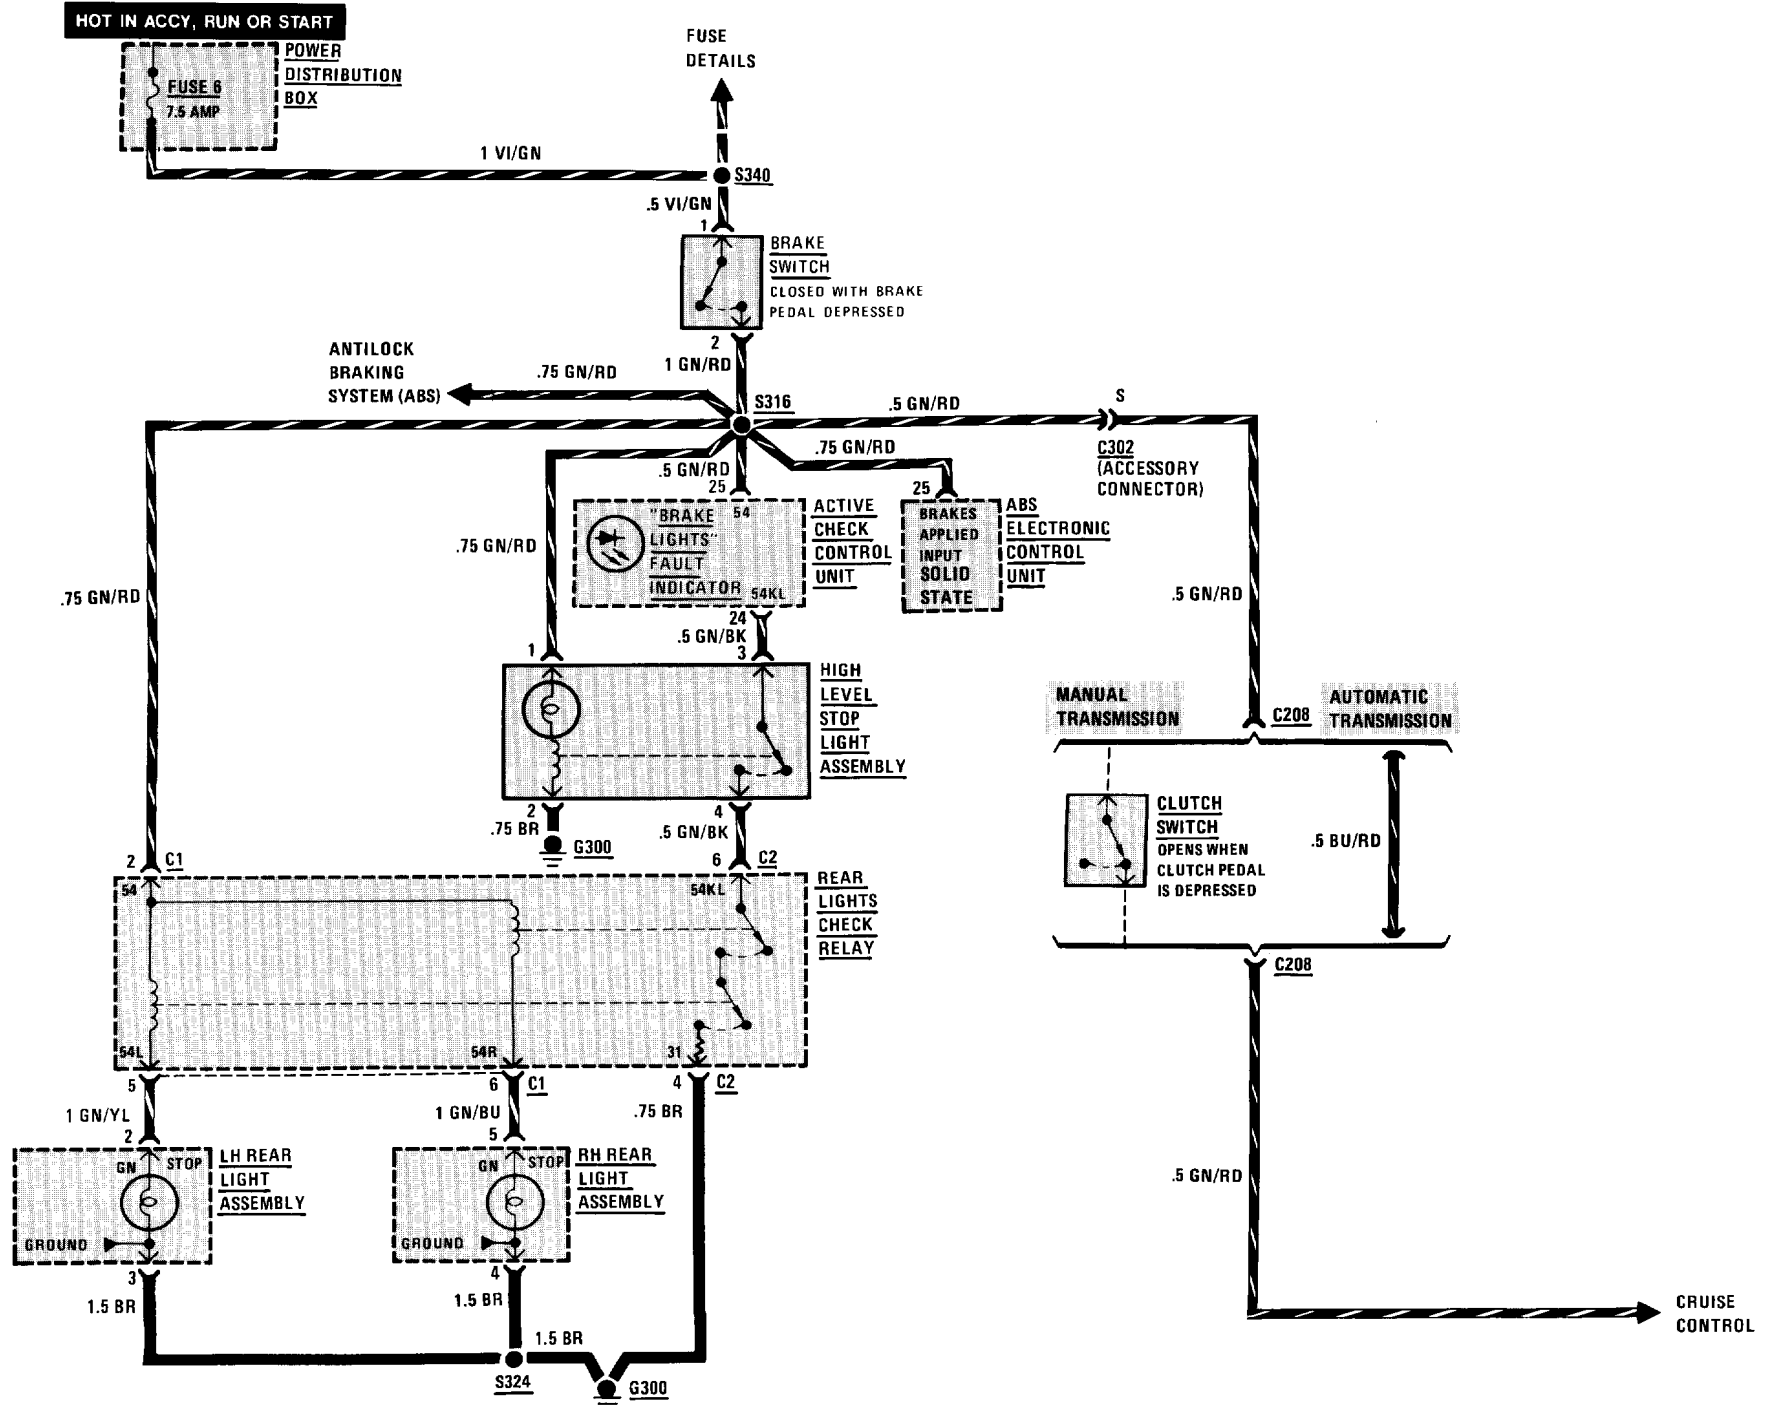 HOT IN ACCY, RUN OR START
POWER
DISTRIBUTION
BOX
FUSE 6
7.5 AMP
FUSE
DETAILS
1 VI/GN
S340
.5 VI/GN
1
BRAKE
SWITCH
CLOSED WITH BRAKE
PEDAL DEPRESSED
2
1 GN/RD
ANTILOCK
BRAKING
SYSTEM (ABS)
.75 GN/RD
S316
.5 GN/RD
S
C302
(ACCESSORY
CONNECTOR)
.75 GN/RD
.5 GN/RD
25
25
"BRAKE
LIGHTS"
FAULT
INDICATOR
54
54KL
ACTIVE
CHECK
CONTROL
UNIT
BRAKES
APPLIED
INPUT
SOLID
STATE
ABS
ELECTRONIC
CONTROL
UNIT
.75 GN/RD
.75 GN/RD
.5 GN/RD
24
.5 GN/BK
1
3
HIGH
LEVEL
STOP
LIGHT
ASSEMBLY
MANUAL
TRANSMISSION
C208
AUTOMATIC
TRANSMISSION
2
.75 BR
G300
4
.5 GN/BK
CLUTCH
SWITCH
OPENS WHEN
CLUTCH PEDAL
IS DEPRESSED
.5 BU/RD
2
C1
6
C2
54
54KL
REAR
LIGHTS
CHECK
RELAY
C208
54L
54R
31
5
6
C1
4
C2
1 GN/YL
1 GN/BU
.75 BR
2
5
GN
STOP
LH REAR
LIGHT
ASSEMBLY
GROUND
GN
STOP
RH REAR
LIGHT
ASSEMBLY
GROUND
.5 GN/RD
3
1.5 BR
4
1.5 BR
1.5 BR
S324
G300
CRUISE
CONTROL